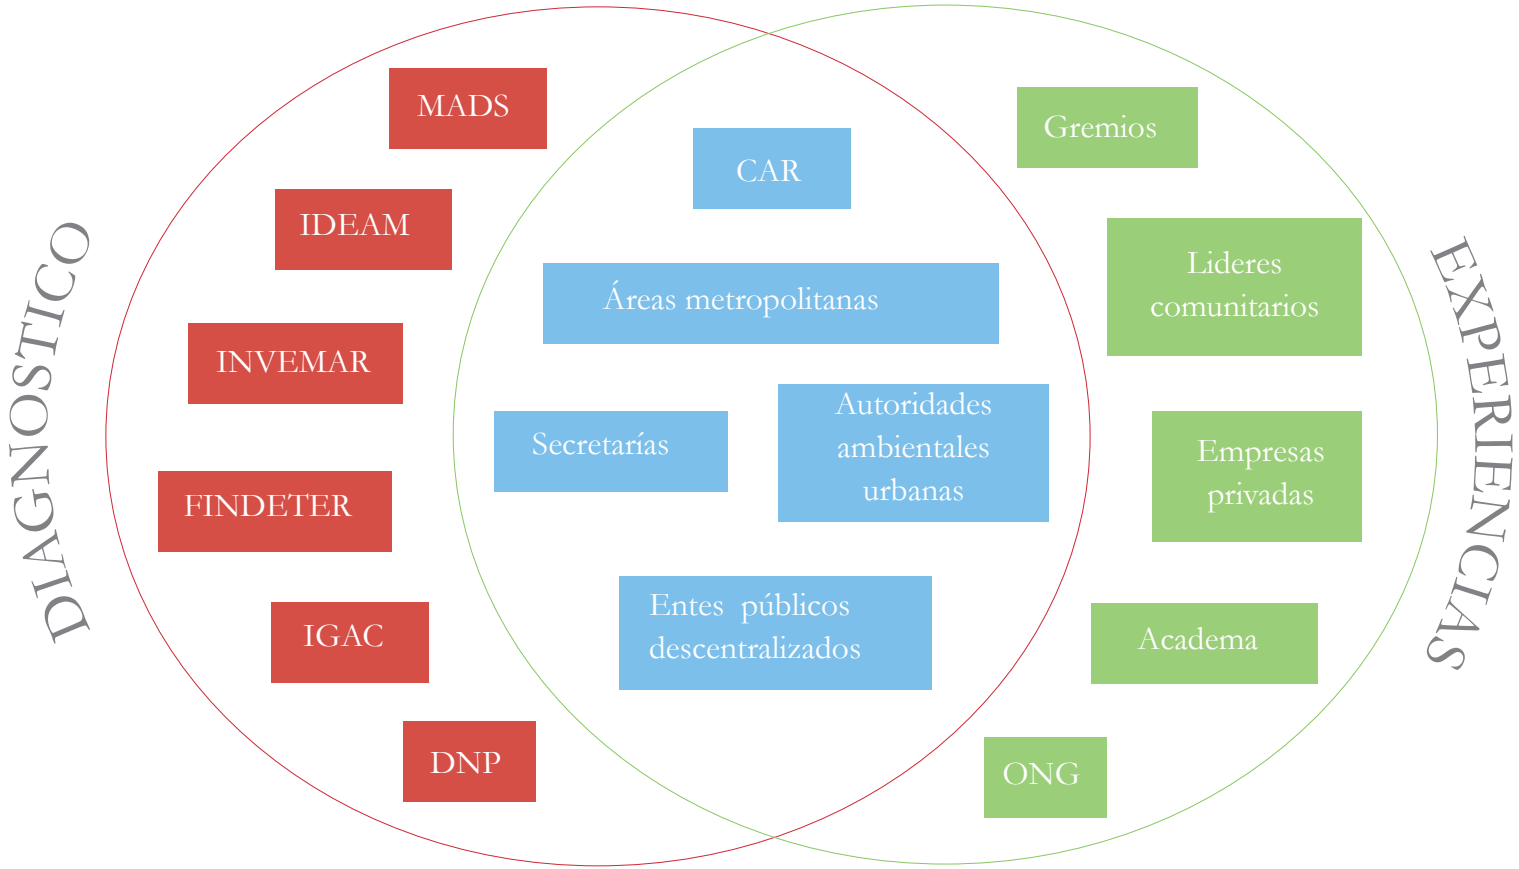 DIAGNOSTICO
MADS
IDEAM
INVEMAR
FINDETER
IGAC
DNP
CAR
Áreas metropolitanas
Secretarías
Autoridades
ambientales
urbanas
Entes públicos
descentralizados
Gremios
Lideres
comunitarios
Empresas
privadas
Academa
ONG
EXPERIENCIAS